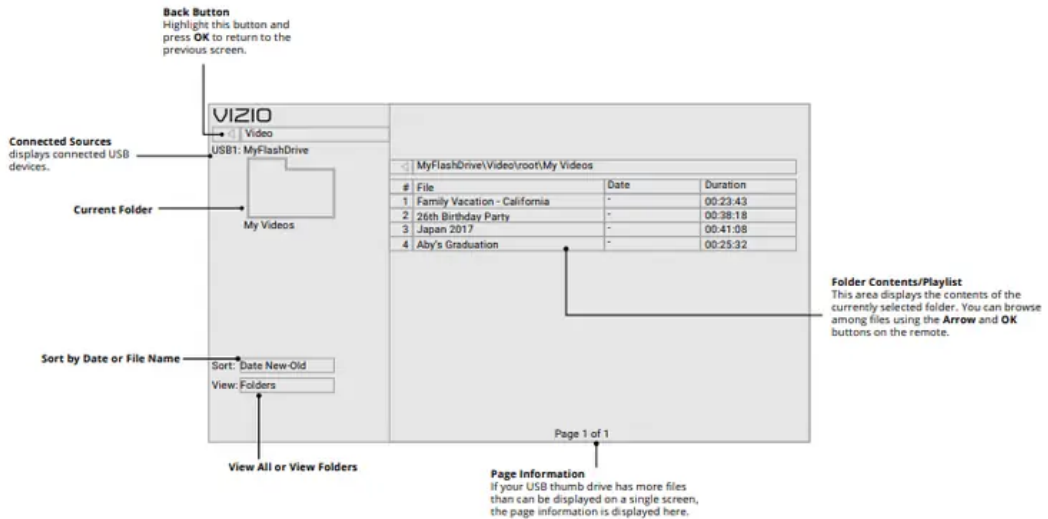 Back Button
Highlight this button and
press OK to return to the
previous screen.
Connected Sources
displays connected USB
devices.
Current Folder
Sort by Date or File Name
VIZIO
Video
USB1: MyFlashDrive
My Videos
Sort: Date New-Old
View: Folders
View All or View Folders
MyFlashDrive\Video\root\My Videos
# File Date Duration
1 Family Vacation - California - 00:23:43
2 26th Birthday Party - 00:38:18
3 Japan 2017 - 00:41:08
4 Aby's Graduation - 00:25:32
Page 1 of 1
Folder Contents/Playlist
This area displays the contents of the
currently selected folder. You can browse
among files using the Arrow and OK
buttons on the remote.
Page Information
If your USB thumb drive has more files
than can be displayed on a single screen,
the page information is displayed here.